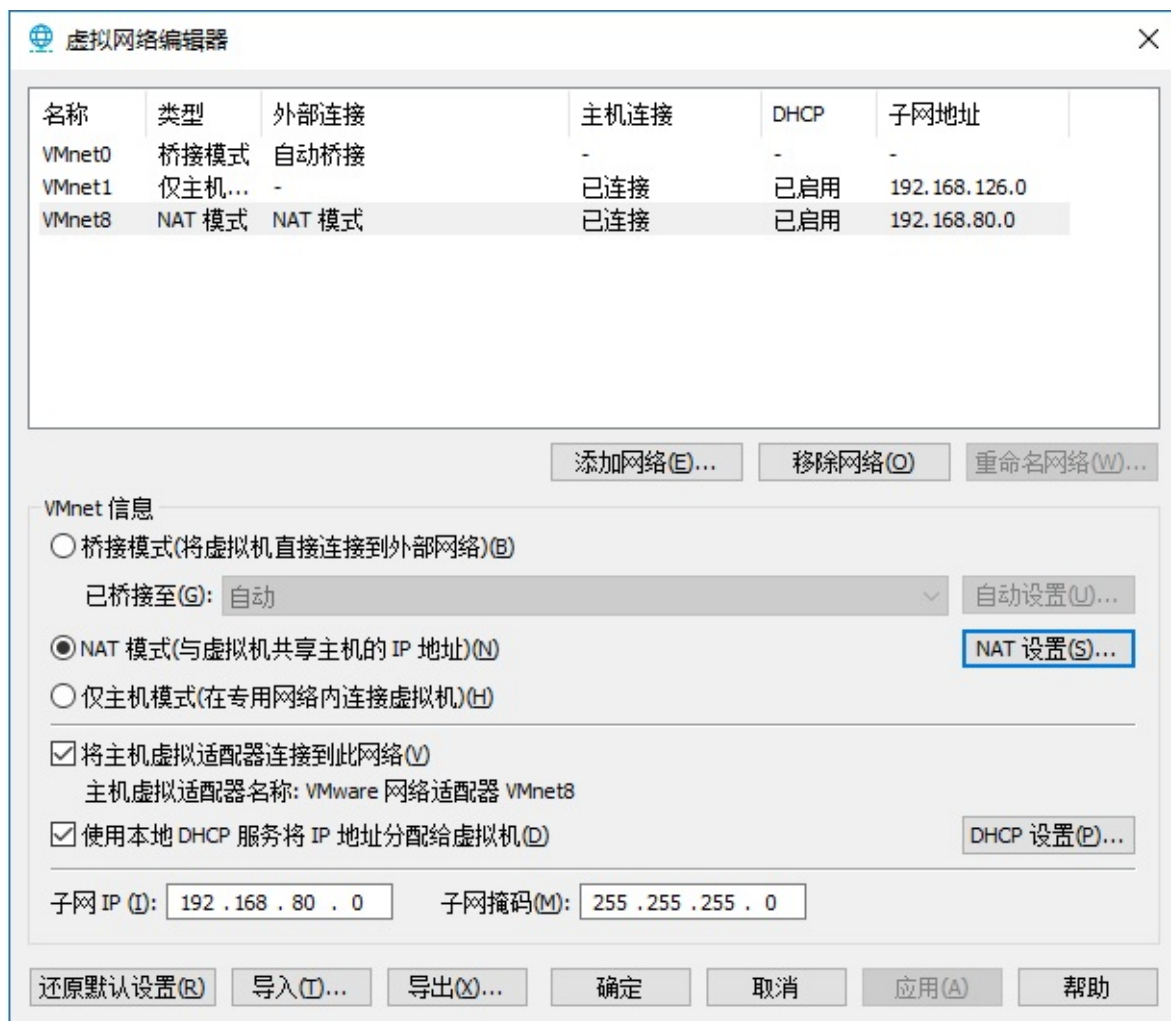 虚拟网络编辑器
名称 类型 外部连接 主机连接 DHCP 子网地址
VMnet0 桥接模式 自动桥接 - - -
VMnet1 仅主机... - 已连接 已启用 192.168.126.0
VMnet8 NAT 模式 NAT 模式 已连接 已启用 192.168.80.0
添加网络(E)... 移除网络(O) 重命名网络(W)...
VMnet 信息
桥接模式(将虚拟机直接连接到外部网络)(B)
已桥接至(G): 自动 自动设置(U)...
NAT 模式(与虚拟机共享主机的 IP 地址)(N) NAT 设置(S)...
仅主机模式(在专用网络内连接虚拟机)(H)
将主机虚拟适配器连接到此网络(V)
主机虚拟适配器名称: VMware 网络适配器 VMnet8
使用本地 DHCP 服务将 IP 地址分配给虚拟机(D) DHCP 设置(P)...
子网 IP (I): 192 . 168 . 80 . 0 子网掩码(M): 255 .255 .255 . 0
还原默认设置(R) 导入(T)... 导出(X)... 确定 取消 应用(A) 帮助